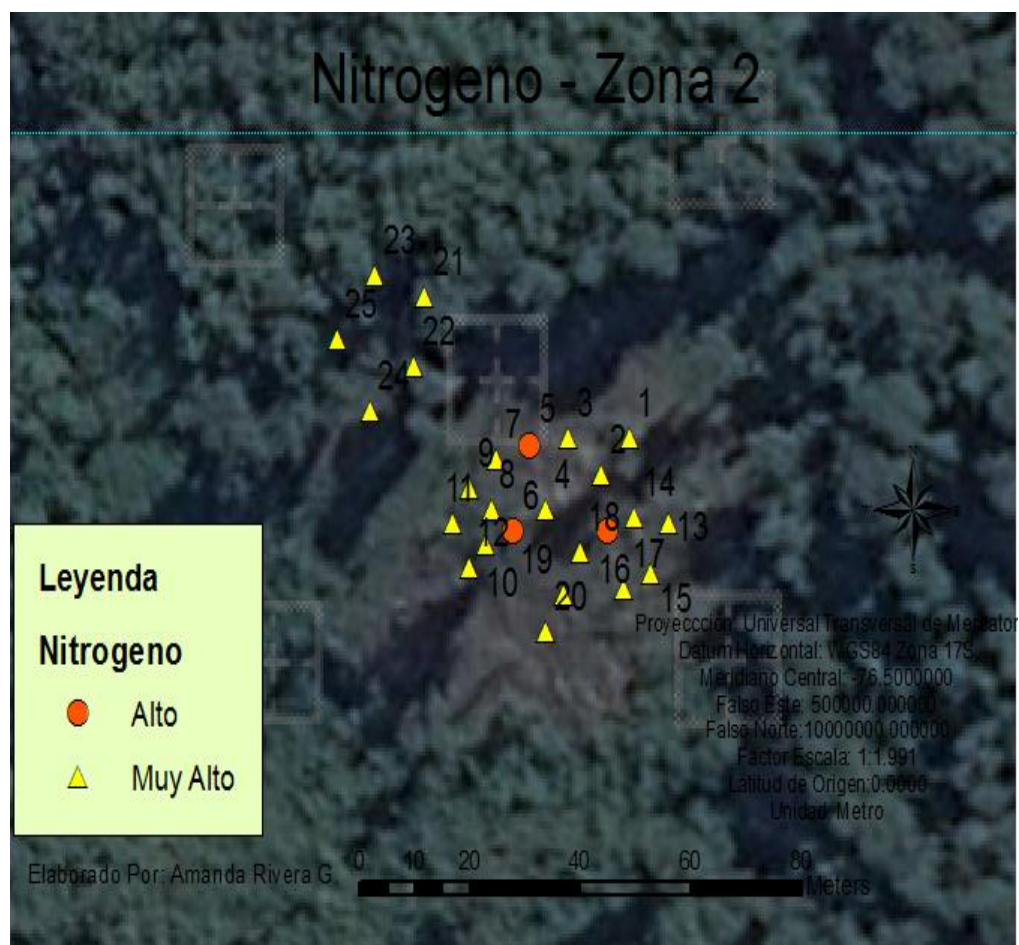 Nitrogeno - Zona 2
23
21
25
22
24
5
3
1
7
2
9
8
4
14
11
6
18
13
12
19
17
16
10
20
15
Leyenda
Nitrogeno
Alto
Muy Alto
Proyeccción: Universal Transversal de Mercator
Datum Horizontal: WGS84 Zona 17S
Meridiano Central: -76.5000000
Falso Este: 500000.000000
Falso Norte:10000000.000000
Factor Escala: 1:1.991
Latitud de Origen:0.0000
Unidad: Metro
Elaborado Por: Amanda Rivera G.
0 20 40 60 80
Meters
S